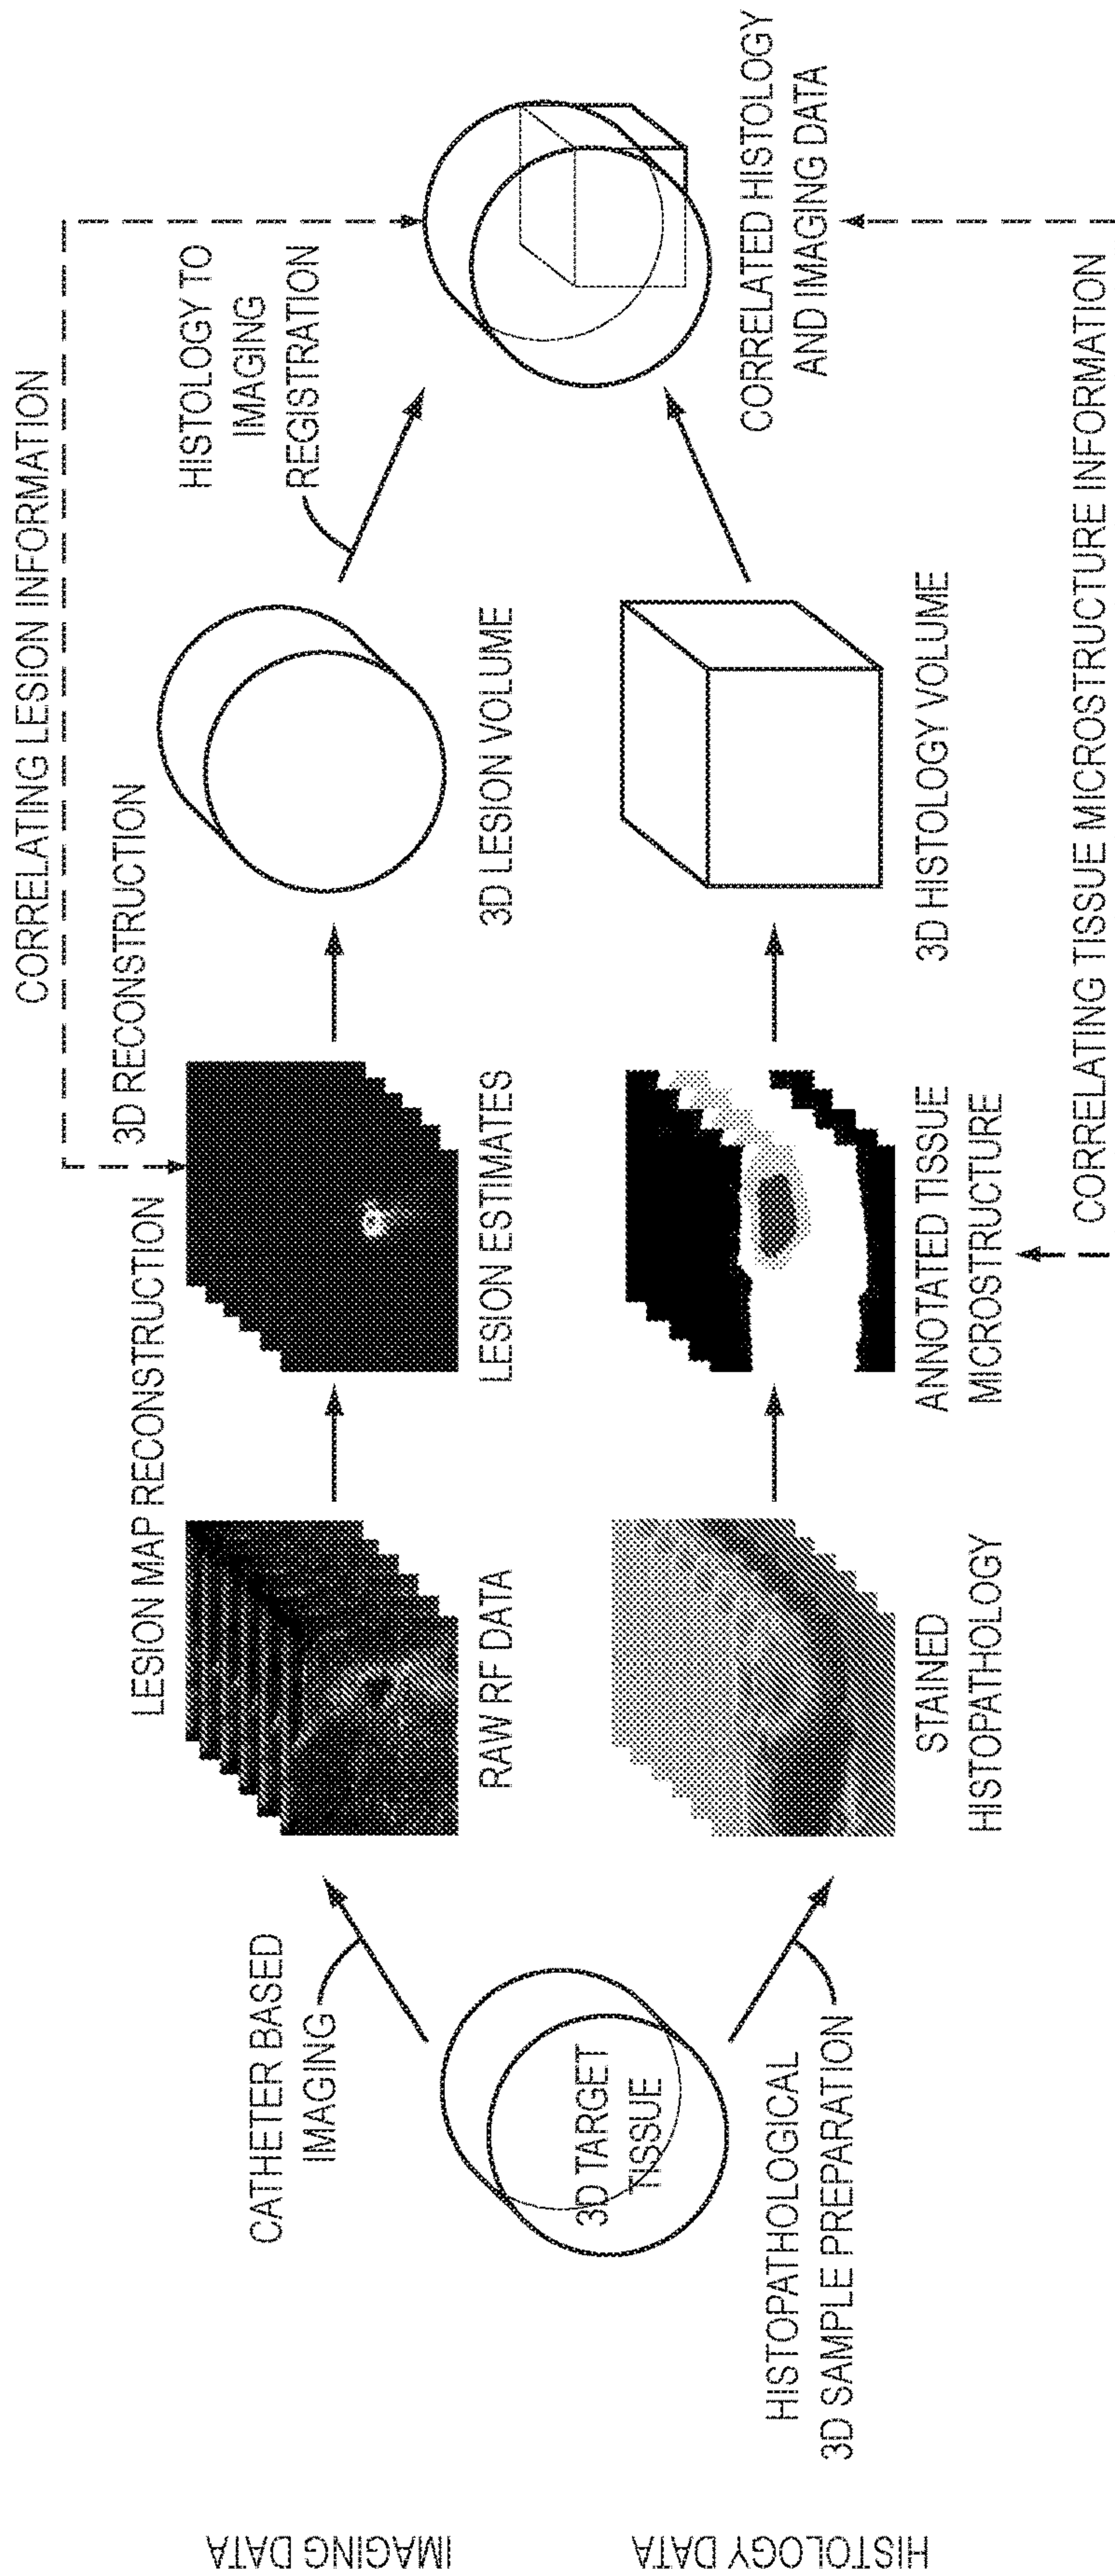 CORRELATING LESION INFORMATION
IMAGING DATA
CATHETER BASED
IMAGING
LESION MAP RECONSTRUCTION
3D RECONSTRUCTION
HISTOLOGY TO
IMAGING
REGISTRATION
RAW RF DATA
LESION ESTIMATES
3D LESION VOLUME
3D TARGET
TISSUE
CORRELATED HISTOLOGY
AND IMAGING DATA
HISTOLOGY DATA
HISTOPATHOLOGICAL
3D SAMPLE PREPARATION
STAINED
HISTOPATHOLOGY
ANNOTATED TISSUE
MICROSTRUCTURE
3D HISTOLOGY VOLUME
CORRELATING TISSUE MICROSTRUCTURE INFORMATION